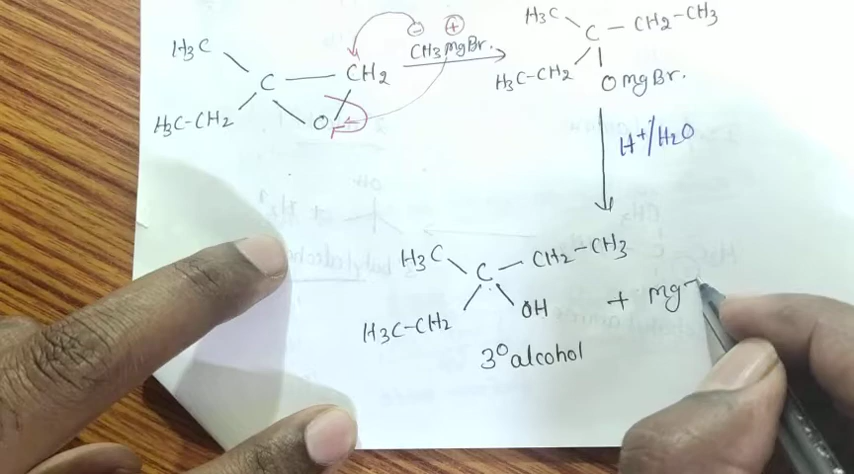 H3C
C — CH2
H3C-CH2
O
⊖ ⊕
CH3MgBr.
H3C
C — CH2-CH3
H3C-CH2
OMgBr.
H+/H2O
H3C
C — CH2-CH3
H3C-CH2
OH
3° alcohol
+ Mg